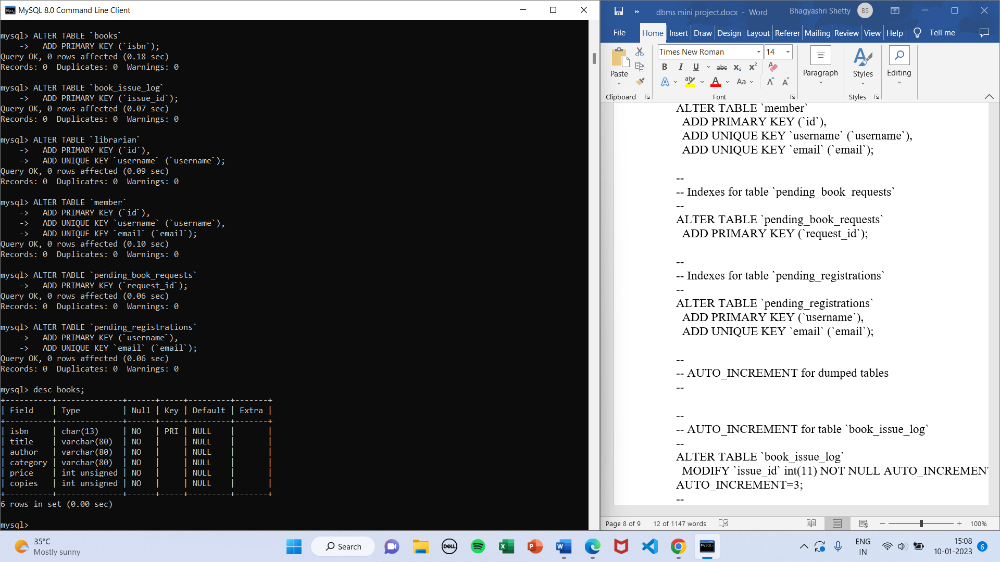 MySQL 8.0 Command Line Client
mysql> ALTER TABLE `books`
    ->   ADD PRIMARY KEY (`isbn`);
Query OK, 0 rows affected (0.18 sec)
Records: 0  Duplicates: 0  Warnings: 0
mysql> ALTER TABLE `book_issue_log`
    ->   ADD PRIMARY KEY (`issue_id`);
Query OK, 0 rows affected (0.07 sec)
Records: 0  Duplicates: 0  Warnings: 0
mysql> ALTER TABLE `librarian`
    ->   ADD PRIMARY KEY (`id`),
    ->   ADD UNIQUE KEY `username` (`username`);
Query OK, 0 rows affected (0.09 sec)
Records: 0  Duplicates: 0  Warnings: 0
mysql> ALTER TABLE `member`
    ->   ADD PRIMARY KEY (`id`),
    ->   ADD UNIQUE KEY `username` (`username`),
    ->   ADD UNIQUE KEY `email` (`email`);
Query OK, 0 rows affected (0.10 sec)
Records: 0  Duplicates: 0  Warnings: 0
mysql> ALTER TABLE `pending_book_requests`
    ->   ADD PRIMARY KEY (`request_id`);
Query OK, 0 rows affected (0.06 sec)
Records: 0  Duplicates: 0  Warnings: 0
mysql> ALTER TABLE `pending_registrations`
    ->   ADD PRIMARY KEY (`username`),
    ->   ADD UNIQUE KEY `email` (`email`);
Query OK, 0 rows affected (0.06 sec)
Records: 0  Duplicates: 0  Warnings: 0
mysql> desc books;
+----------+--------------+------+-----+---------+-------+
| Field    | Type         | Null | Key | Default | Extra |
+----------+--------------+------+-----+---------+-------+
| isbn     | char(13)     | NO   | PRI | NULL    |       |
| title    | varchar(80)  | NO   |     | NULL    |       |
| author   | varchar(80)  | NO   |     | NULL    |       |
| category | varchar(80)  | NO   |     | NULL    |       |
| price    | int unsigned | NO   |     | NULL    |       |
| copies   | int unsigned | NO   |     | NULL    |       |
+----------+--------------+------+-----+---------+-------+
6 rows in set (0.00 sec)
mysql>
dbms mini project.docx - Word
Bhagyashri Shetty BS
File Home Insert Draw Design Layout Referer Mailing Review View Help Tell me
Times New Roman 14
Paste
B I U abc X₂ X²
A ab A Aa A A
Paragraph
Styles
Editing
Clipboard Font Styles
ALTER TABLE `member`
ADD PRIMARY KEY (`id`),
ADD UNIQUE KEY `username` (`username`),
ADD UNIQUE KEY `email` (`email`);
--
-- Indexes for table `pending_book_requests`
--
ALTER TABLE `pending_book_requests`
ADD PRIMARY KEY (`request_id`);
--
-- Indexes for table `pending_registrations`
--
ALTER TABLE `pending_registrations`
ADD PRIMARY KEY (`username`),
ADD UNIQUE KEY `email` (`email`);
--
-- AUTO_INCREMENT for dumped tables
--
--
-- AUTO_INCREMENT for table `book_issue_log`
--
ALTER TABLE `book_issue_log`
MODIFY `issue_id` int(11) NOT NULL AUTO_INCREMENT
AUTO_INCREMENT=3;
--
Page 8 of 9 12 of 1147 words 100%
35°C
Mostly sunny
Search
DELL
ENG
IN
15:08
10-01-2023
6